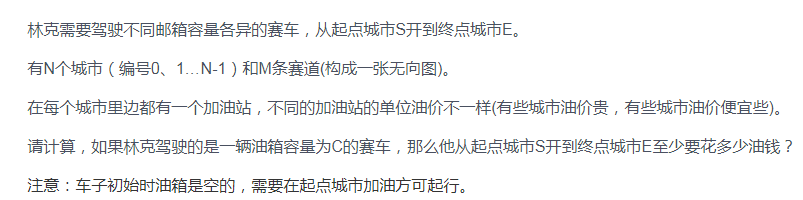 林克需要驾驶不同邮箱容量各异的赛车，从起点城市S开到终点城市E。
有N个城市（编号0、1…N-1）和M条赛道(构成一张无向图)。
在每个城市里边都有一个加油站，不同的加油站的单位油价不一样(有些城市油价贵，有些城市油价便宜些)。
请计算，如果林克驾驶的是一辆油箱容量为C的赛车，那么他从起点城市S开到终点城市E至少要花多少油钱？
注意：车子初始时油箱是空的，需要在起点城市加油方可起行。